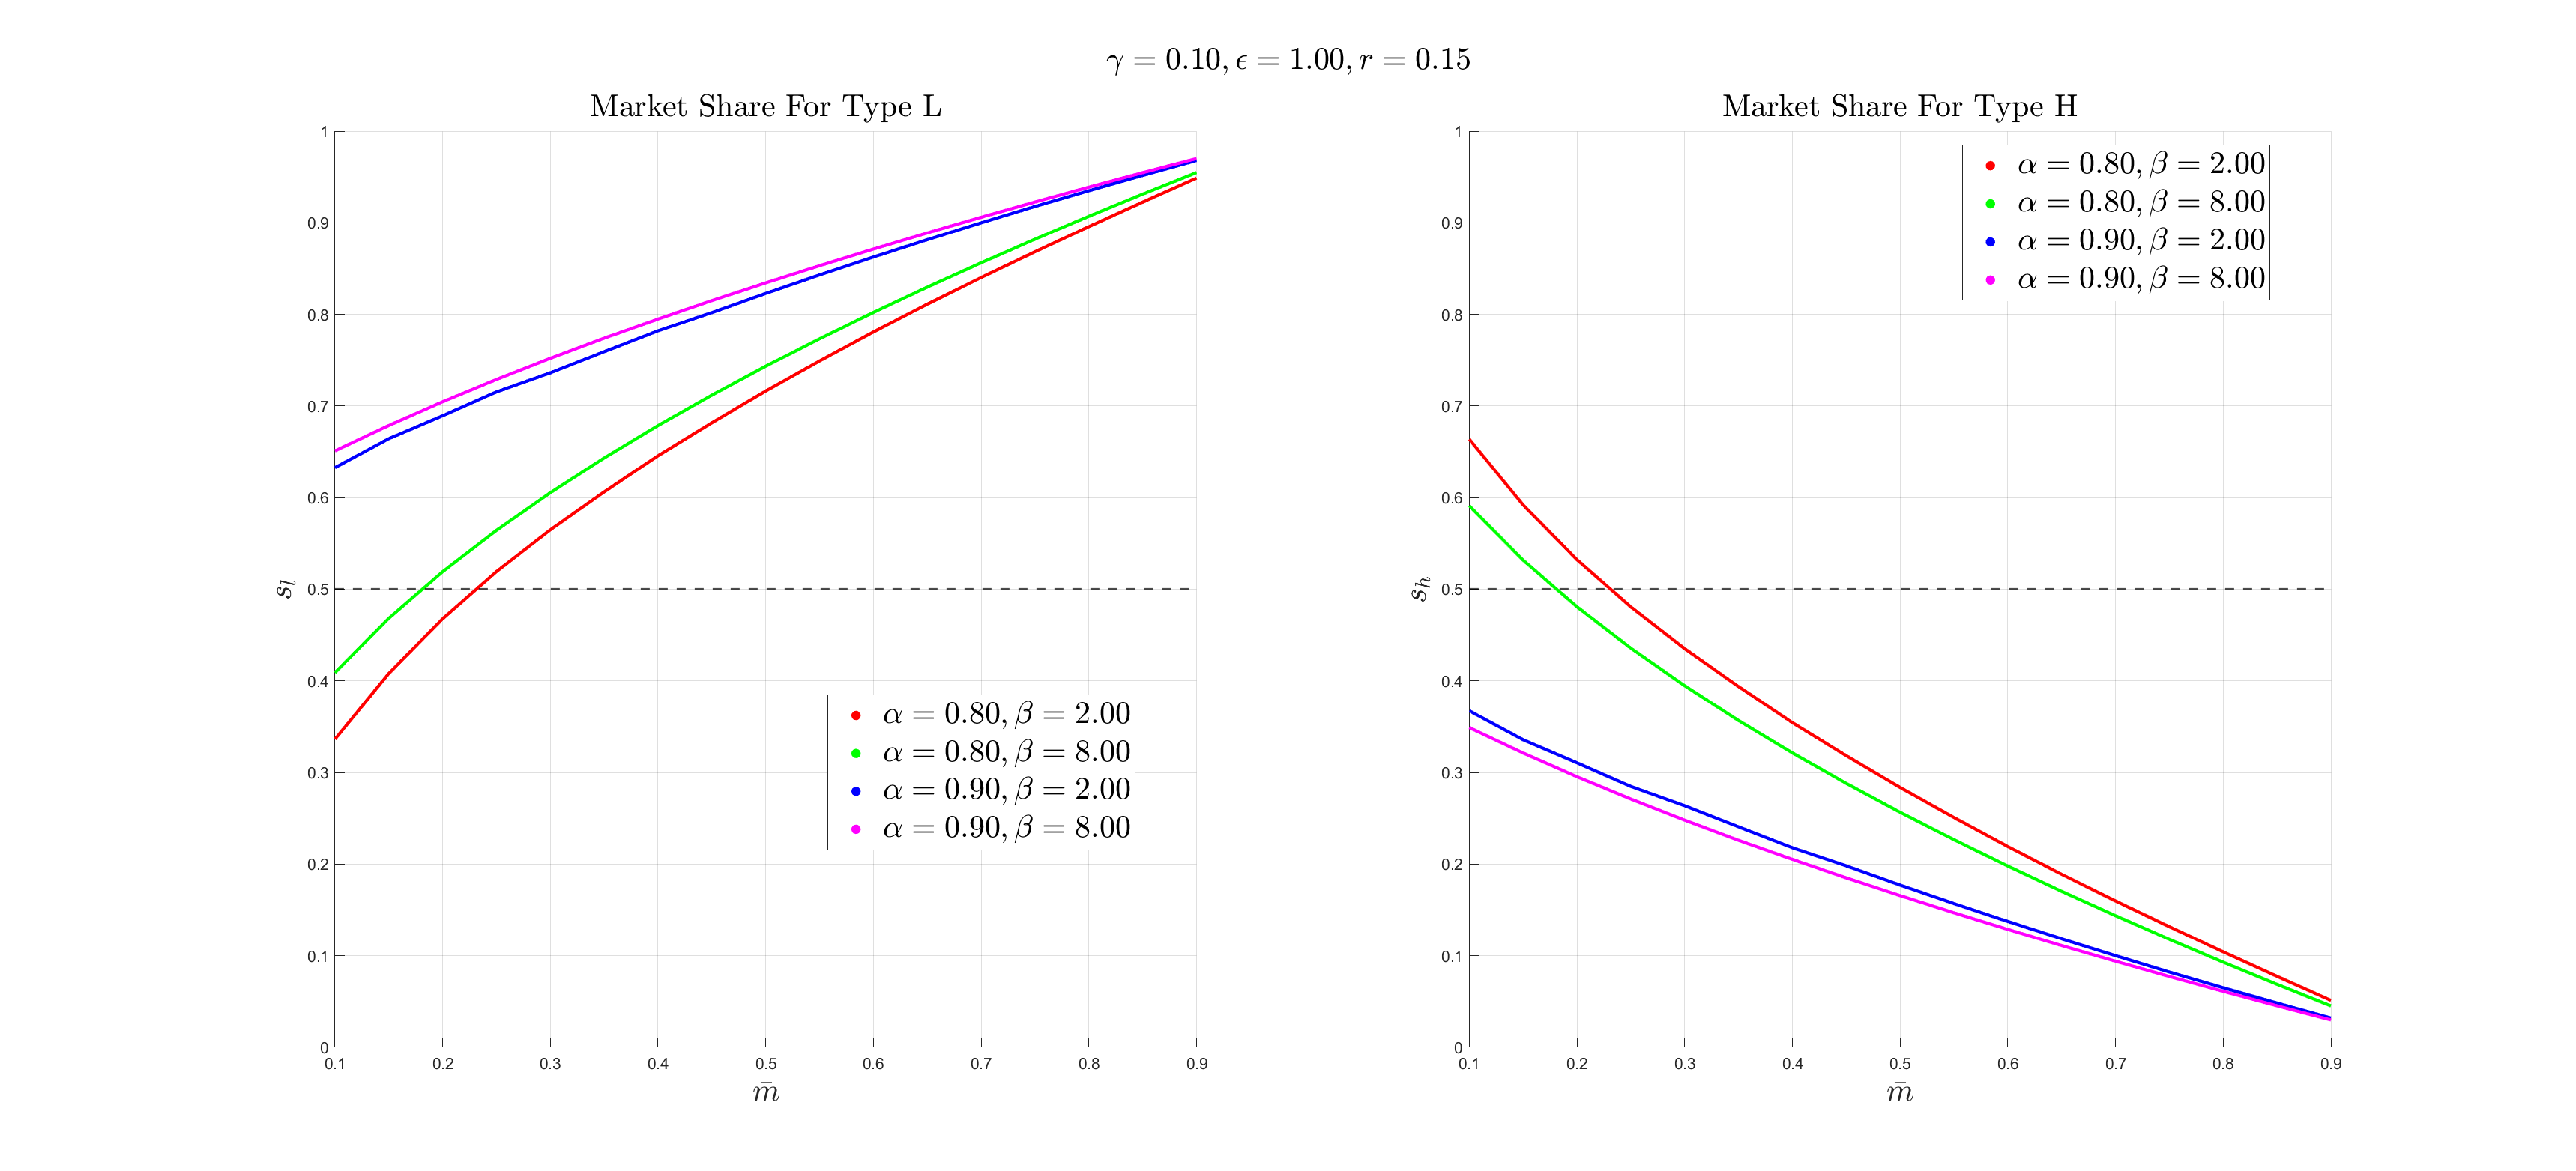 γ = 0.10, ϵ = 1.00, r = 0.15
Market Share For Type L
1
0.9
0.8
0.7
0.6
0.5
0.4
0.3
0.2
0.1
0
s_l
α = 0.80, β = 2.00
α = 0.80, β = 8.00
α = 0.90, β = 2.00
α = 0.90, β = 8.00
0.1 0.2 0.3 0.4 0.5 0.6 0.7 0.8 0.9
m̄
Market Share For Type H
1
0.9
0.8
0.7
0.6
0.5
0.4
0.3
0.2
0.1
0
s_h
α = 0.80, β = 2.00
α = 0.80, β = 8.00
α = 0.90, β = 2.00
α = 0.90, β = 8.00
0.1 0.2 0.3 0.4 0.5 0.6 0.7 0.8 0.9
m̄